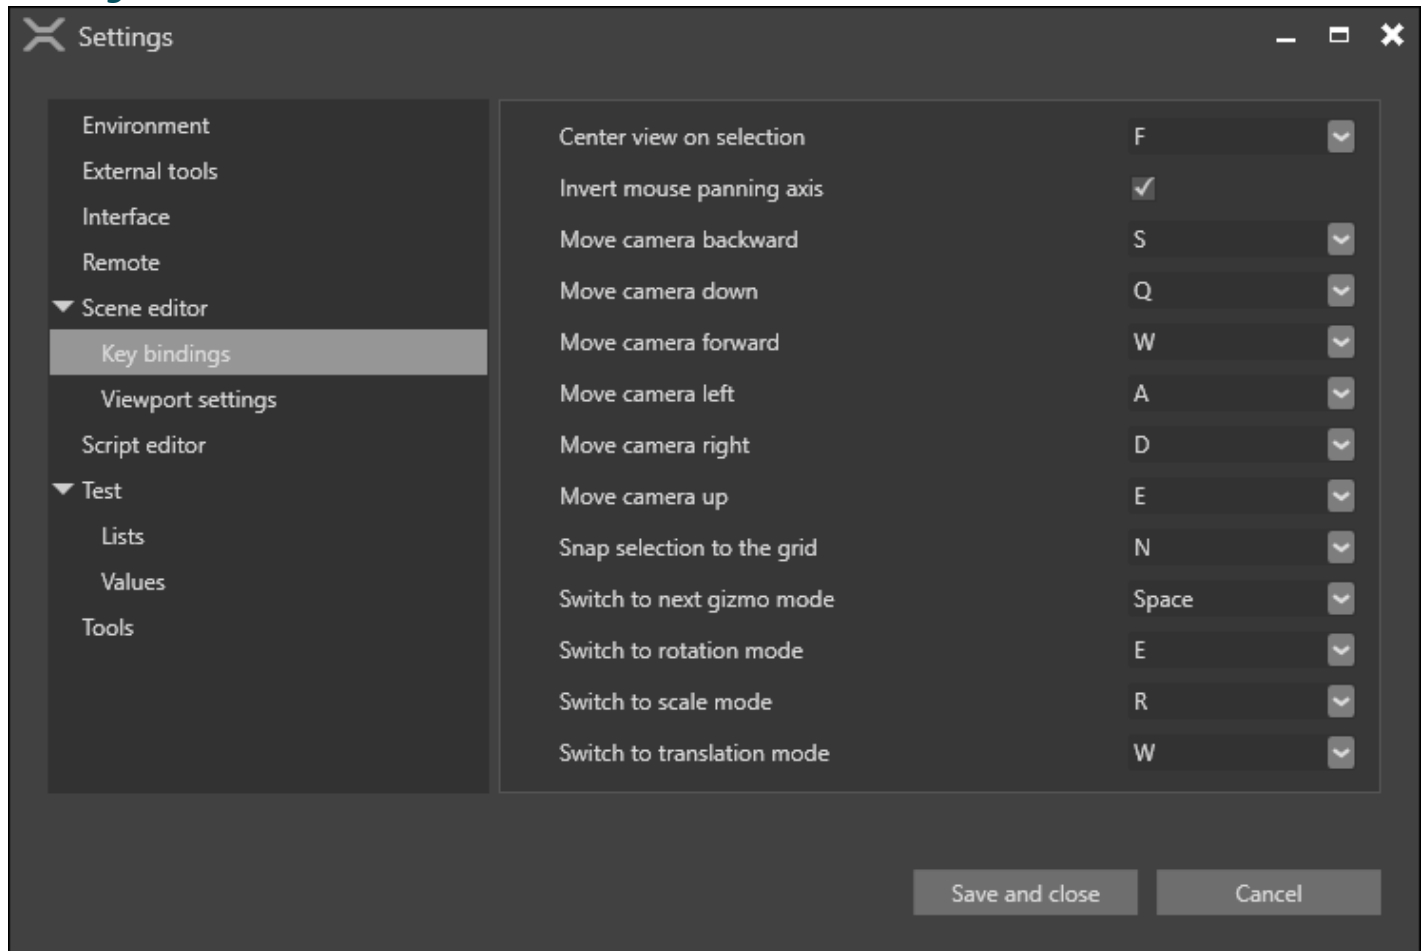 Settings
Environment
External tools
Interface
Remote
Scene editor
Key bindings
Viewport settings
Script editor
Test
Lists
Values
Tools
Center view on selection F
Invert mouse panning axis
Move camera backward S
Move camera down Q
Move camera forward W
Move camera left A
Move camera right D
Move camera up E
Snap selection to the grid N
Switch to next gizmo mode Space
Switch to rotation mode E
Switch to scale mode R
Switch to translation mode W
Save and close Cancel